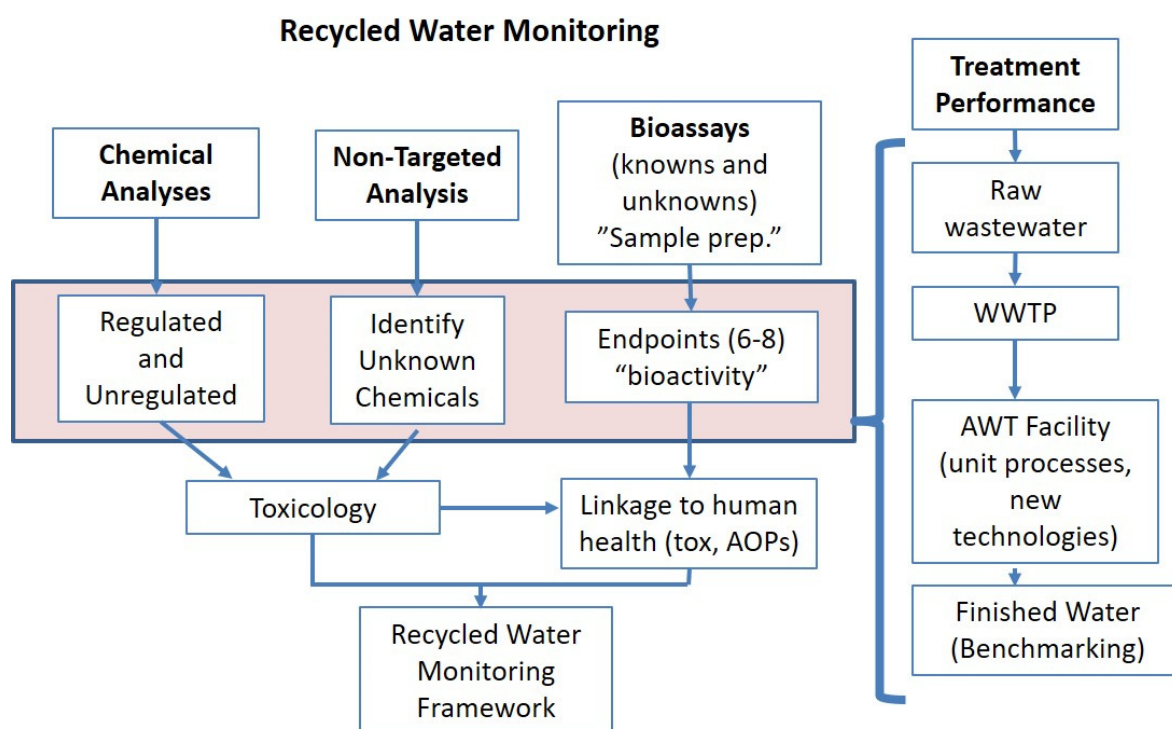 Recycled Water Monitoring
Chemical
Analyses
Non-Targeted
Analysis
Bioassays
(knowns and
unknowns)
”Sample prep.”
Regulated
and
Unregulated
Identify
Unknown
Chemicals
Endpoints (6-8)
“bioactivity”
Toxicology
Linkage to human
health (tox, AOPs)
Recycled Water
Monitoring
Framework
Treatment
Performance
Raw
wastewater
WWTP
AWT Facility
(unit processes,
new
technologies)
Finished Water
(Benchmarking)